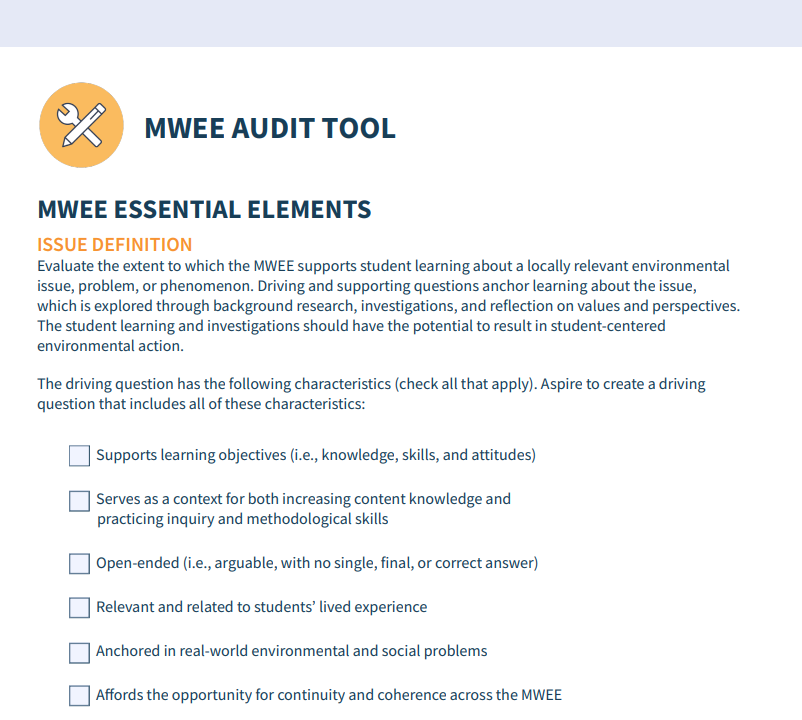 MWEE AUDIT TOOL
MWEE ESSENTIAL ELEMENTS
ISSUE DEFINITION
Evaluate the extent to which the MWEE supports student learning about a locally relevant environmental
issue, problem, or phenomenon. Driving and supporting questions anchor learning about the issue,
which is explored through background research, investigations, and reflection on values and perspectives.
The student learning and investigations should have the potential to result in student-centered
environmental action.
The driving question has the following characteristics (check all that apply). Aspire to create a driving
question that includes all of these characteristics:
Supports learning objectives (i.e., knowledge, skills, and attitudes)
Serves as a context for both increasing content knowledge and
practicing inquiry and methodological skills
Open-ended (i.e., arguable, with no single, final, or correct answer)
Relevant and related to students’ lived experience
Anchored in real-world environmental and social problems
Affords the opportunity for continuity and coherence across the MWEE